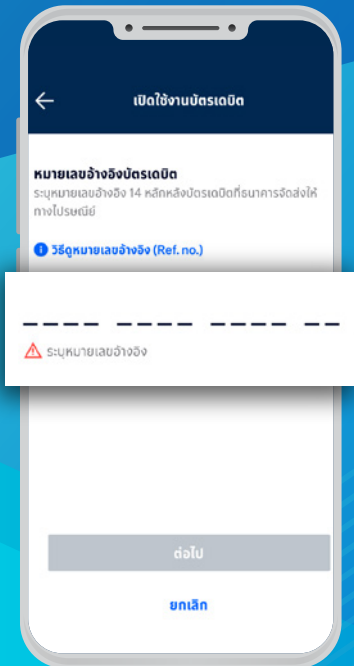 เปิดใช้งานบัตรเดบิต
หมายเลขอ้างอิงบัตรเดบิต
ระบุหมายเลขอ้างอิง 14 หลักหลังบัตรเดบิตที่ธนาคารจัดส่งให้
ทางไปรษณีย์
วิธีดูหมายเลขอ้างอิง (Ref. no.)
ระบุหมายเลขอ้างอิง
ต่อไป
ยกเลิก